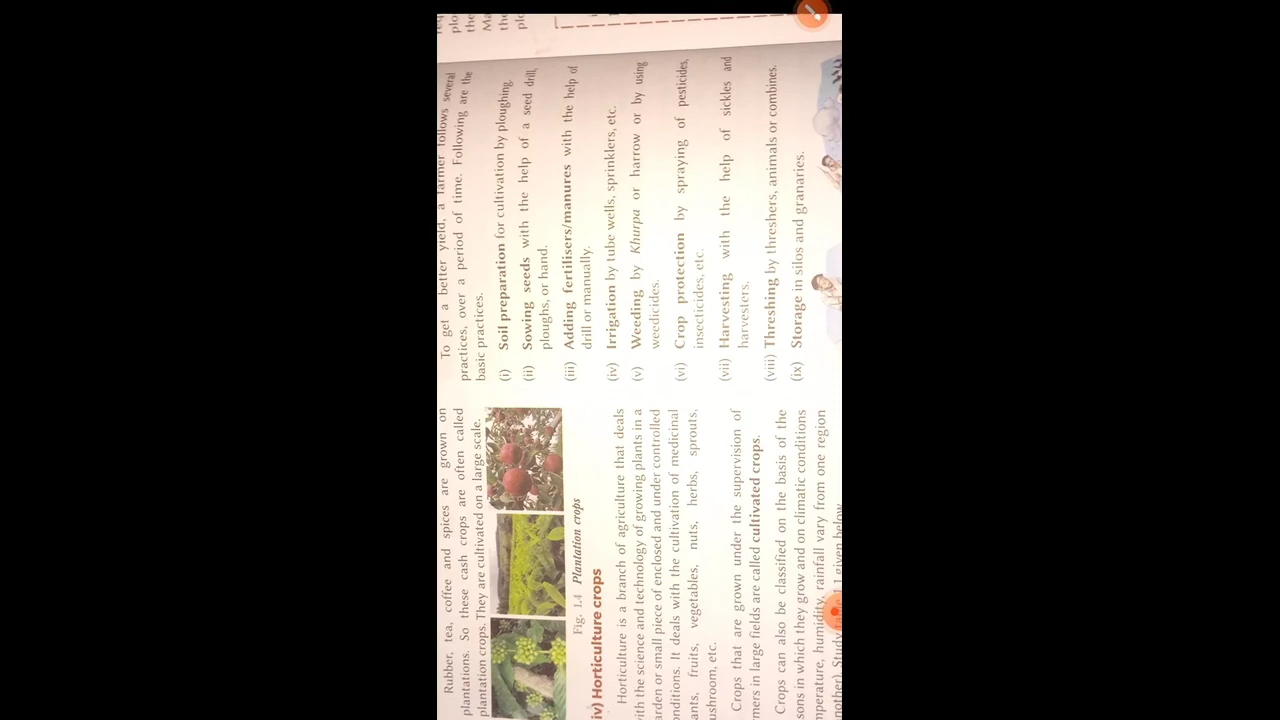 Rubber, tea, coffee and spices are grown on
plantations. So these cash crops are often called
plantation crops. They are cultivated on a large scale.
Fig. 1.4 Plantation crops
iv) Horticulture crops
Horticulture is a branch of agriculture that deals
with the science and technology of growing plants in a
arden or small piece of enclosed and under controlled
onditions. It deals with the cultivation of medicinal
ants, fruits, vegetables, nuts, herbs, sprouts,
ushroom, etc.
Crops that are grown under the supervision of
mers in large fields are called cultivated crops.
Crops can also be classified on the basis of the
sons in which they grow and on climatic conditions
mperature, humidity, rainfall vary from one region
nother). Study 1 given below
To get a better yield, a farmer follows several
practices, over a period of time. Following are the
basic practices.
(i) Soil preparation for cultivation by ploughing.
(ii) Sowing seeds with the help of a seed drill,
ploughs, or hand.
(iii) Adding fertilisers/manures with the help of
drill or manually.
(iv) Irrigation by tube wells, sprinklers, etc.
(v) Weeding by Khurpa or harrow or by using
weedicides.
(vi) Crop protection by spraying of pesticides,
insecticides, etc.
(vii) Harvesting with the help of sickles and
harvesters.
(viii) Threshing by threshers, animals or combines.
(ix) Storage in silos and granaries.